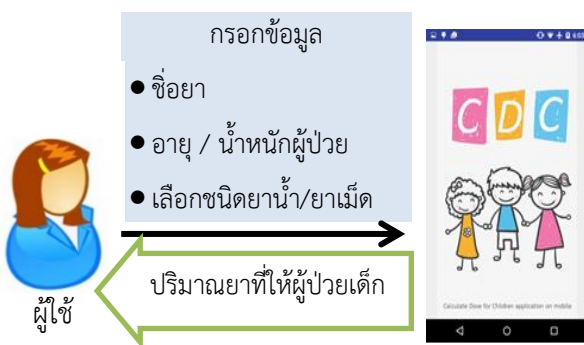 กรอกข้อมูล
● ชื่อยา
● อายุ / น้ำหนักผู้ป่วย
● เลือกชนิดยาน้ำ/ยาเม็ด
ปริมาณยาที่ให้ผู้ป่วยเด็ก
ผู้ใช้
CDC
Calculate Dose for Children application on mobile